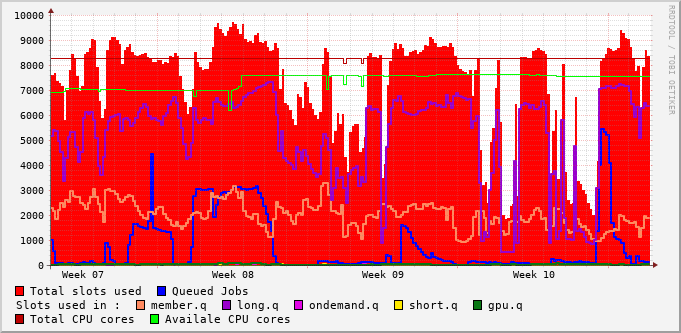 10000
9000
8000
7000
6000
5000
4000
3000
2000
1000
0
Week 07 Week 08 Week 09 Week 10
Total slots used Queued Jobs
Slots used in : member.q long.q ondemand.q short.q gpu.q
Total CPU cores Availale CPU cores
RRDTOOL / TOBI OETIKER